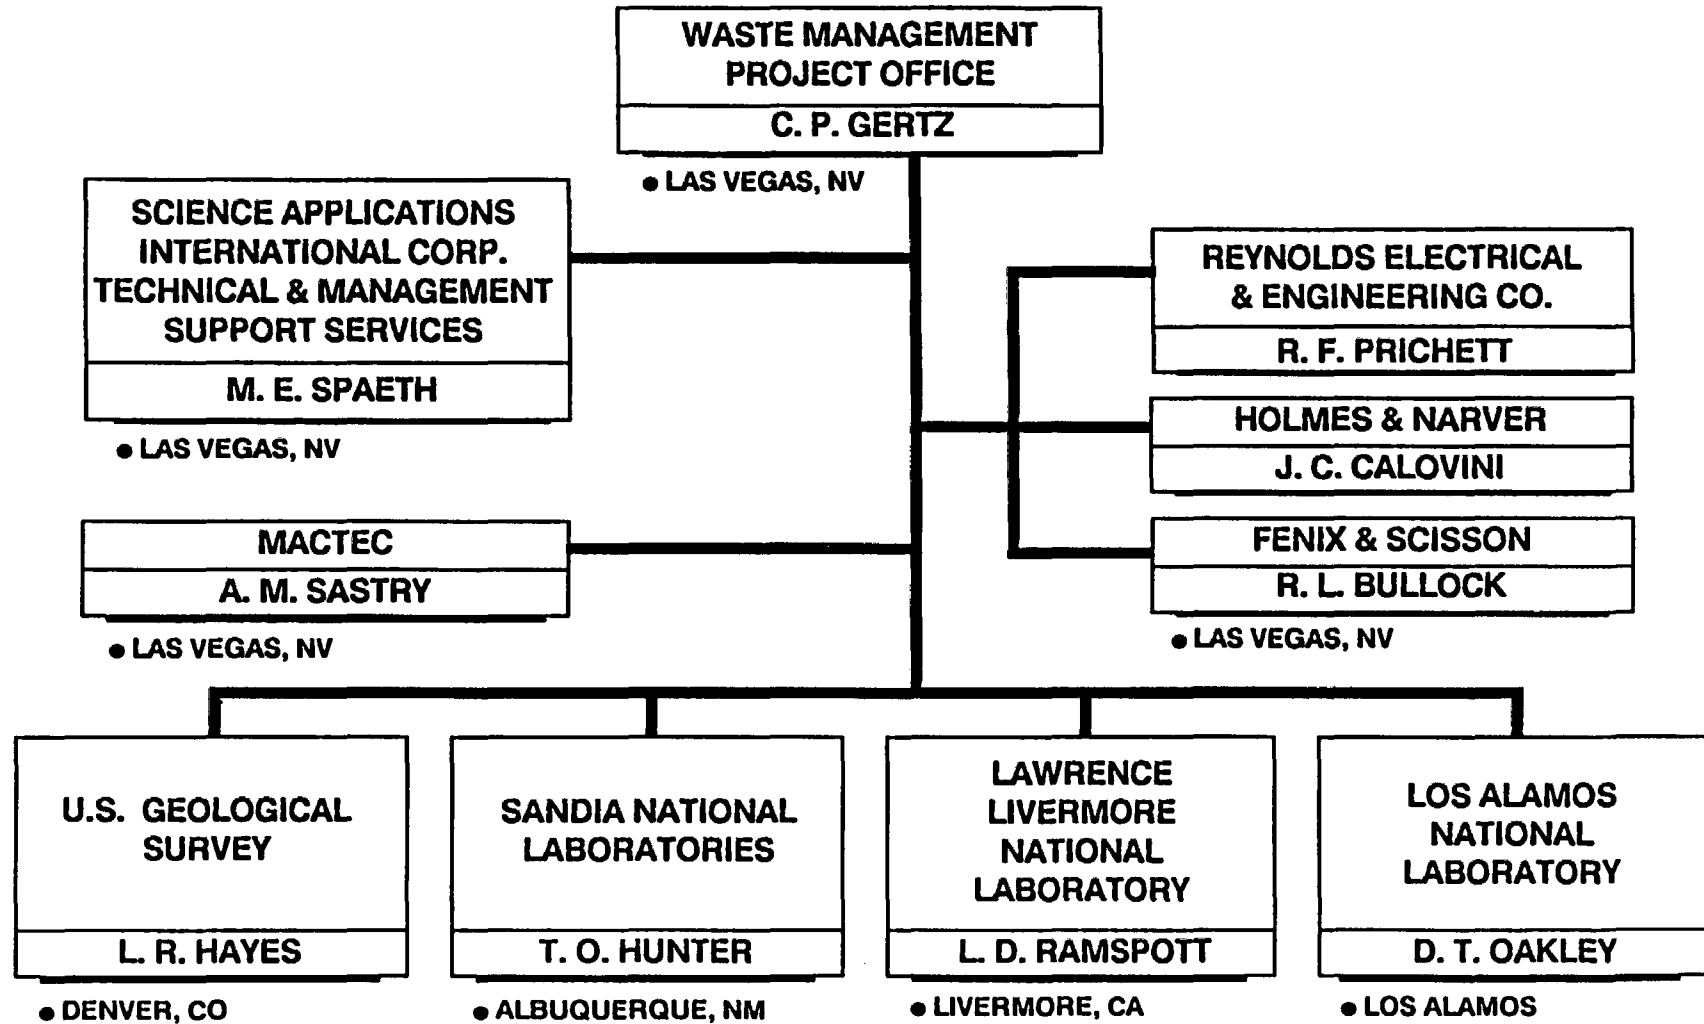 WASTE MANAGEMENT
PROJECT OFFICE
C. P. GERTZ
● LAS VEGAS, NV
SCIENCE APPLICATIONS
INTERNATIONAL CORP.
TECHNICAL & MANAGEMENT
SUPPORT SERVICES
M. E. SPAETH
● LAS VEGAS, NV
REYNOLDS ELECTRICAL
& ENGINEERING CO.
R. F. PRICHETT
HOLMES & NARVER
J. C. CALOVINI
MACTEC
A. M. SASTRY
● LAS VEGAS, NV
FENIX & SCISSON
R. L. BULLOCK
● LAS VEGAS, NV
U.S. GEOLOGICAL
SURVEY
L. R. HAYES
● DENVER, CO
SANDIA NATIONAL
LABORATORIES
T. O. HUNTER
● ALBUQUERQUE, NM
LAWRENCE
LIVERMORE
NATIONAL
LABORATORY
L. D. RAMSPOTT
● LIVERMORE, CA
LOS ALAMOS
NATIONAL
LABORATORY
D. T. OAKLEY
● LOS ALAMOS